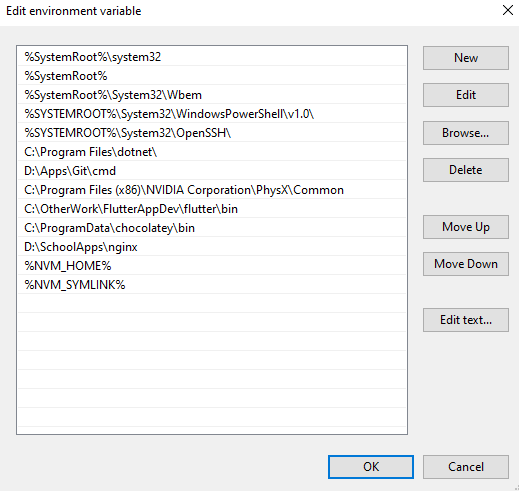 Edit environment variable
%SystemRoot%\system32
%SystemRoot%
%SystemRoot%\System32\Wbem
%SYSTEMROOT%\System32\WindowsPowerShell\v1.0\
%SYSTEMROOT%\System32\OpenSSH\
C:\Program Files\dotnet\
D:\Apps\Git\cmd
C:\Program Files (x86)\NVIDIA Corporation\PhysX\Common
C:\OtherWork\FlutterAppDev\flutter\bin
C:\ProgramData\chocolatey\bin
D:\SchoolApps\nginx
%NVM_HOME%
%NVM_SYMLINK%
New
Edit
Browse...
Delete
Move Up
Move Down
Edit text...
OK
Cancel